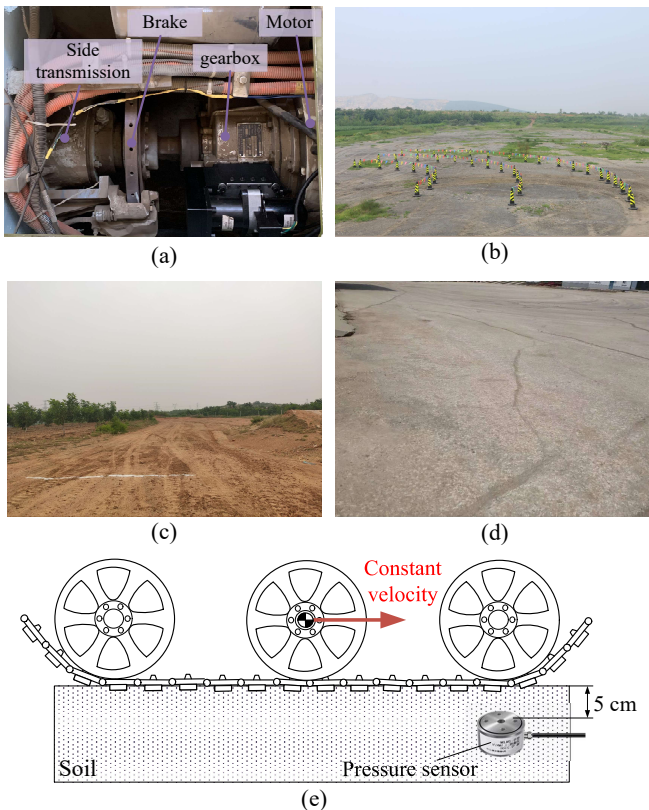 Brake
Motor
Side
transmission
gearbox
(a)
(b)
(c)
(d)
Constant
velocity
5 cm
Soil
Pressure sensor
(e)